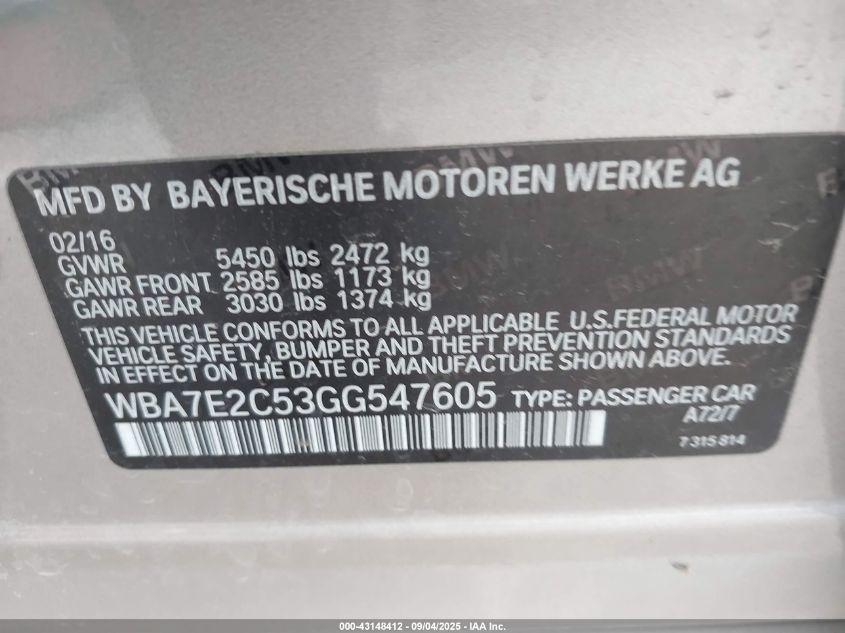 MFD BY BAYERISCHE MOTOREN WERKE AG
02/16
GVWR 5450 lbs 2472 kg
GAWR FRONT 2585 lbs 1173 kg
GAWR REAR 3030 lbs 1374 kg
THIS VEHICLE CONFORMS TO ALL APPLICABLE U.S.FEDERAL MOTOR
VEHICLE SAFETY, BUMPER AND THEFT PREVENTION STANDARDS
IN EFFECT ON THE DATE OF MANUFACTURE SHOWN ABOVE.
WBA7E2C53GG547605 TYPE: PASSENGER CAR
A72/7
7 315 814
000-43148412 - 09/04/2025 - IAA Inc.